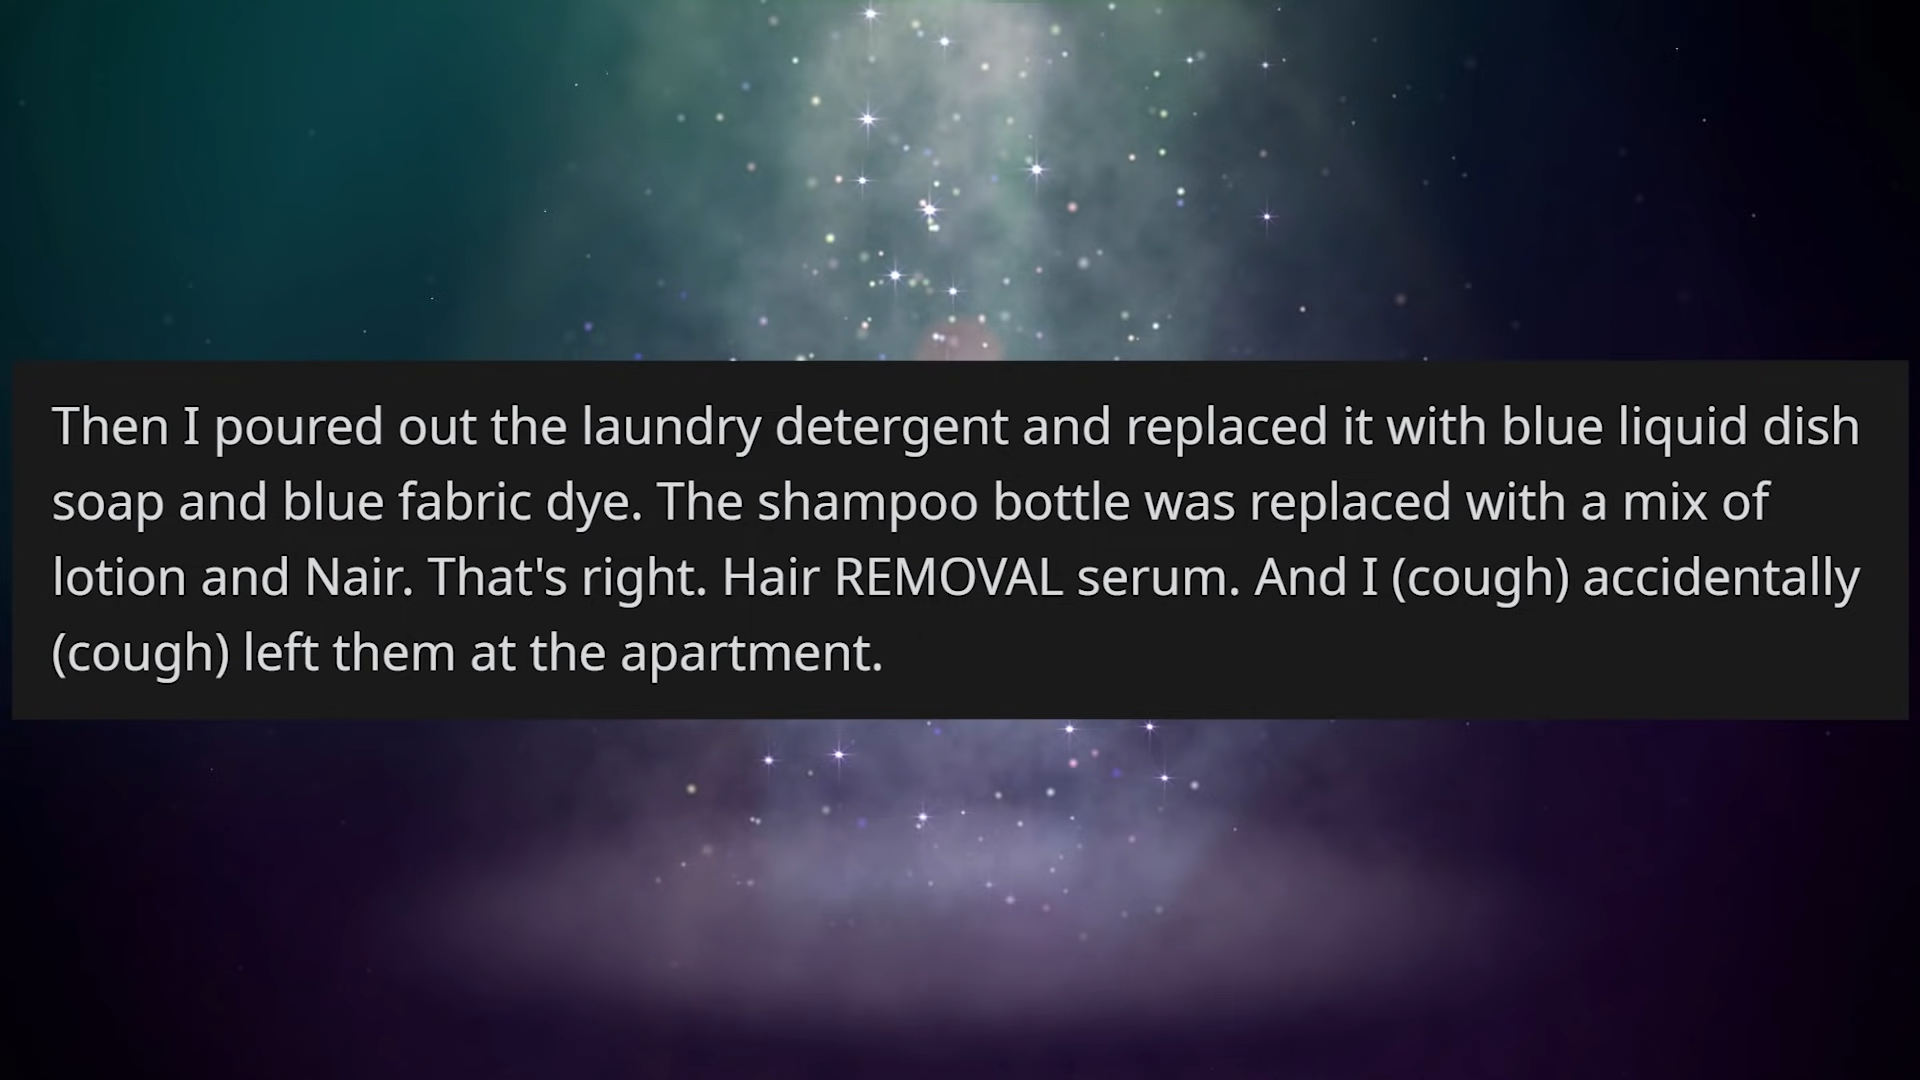 Then I poured out the laundry detergent and replaced it with blue liquid dish
soap and blue fabric dye. The shampoo bottle was replaced with a mix of
lotion and Nair. That's right. Hair REMOVAL serum. And I (cough) accidentally
(cough) left them at the apartment.